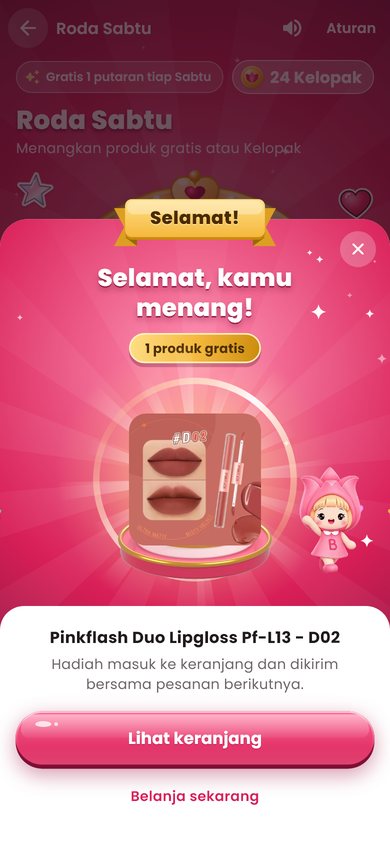 Roda Sabtu
Aturan
Gratis 1 putaran tiap Sabtu
24 Kelopak
Roda Sabtu
Menangkan produk gratis atau Kelopak
Selamat!
Selamat, kamu
menang!
1 produk gratis
#D02
B
Pinkflash Duo Lipgloss Pf-L13 - D02
Hadiah masuk ke keranjang dan dikirim
bersama pesanan berikutnya.
Lihat keranjang
Belanja sekarang